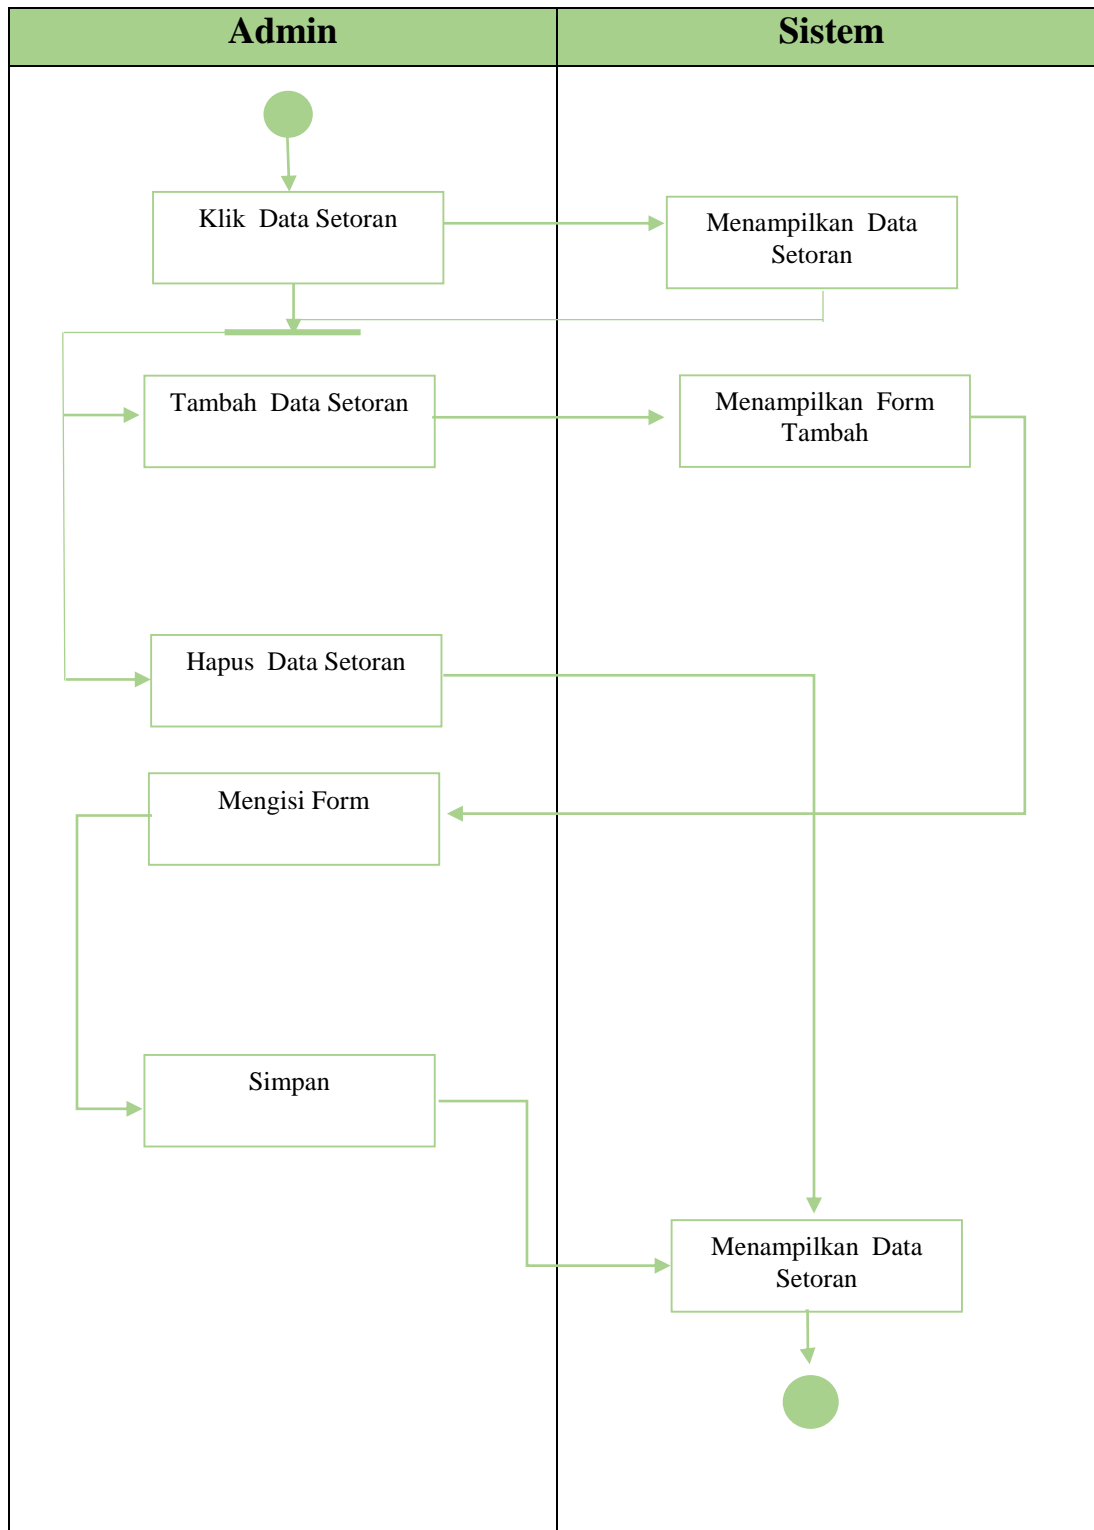 Admin
Sistem
Klik Data Setoran
Menampilkan Data
Setoran
Tambah Data Setoran
Menampilkan Form
Tambah
Hapus Data Setoran
Mengisi Form
Simpan
Menampilkan Data
Setoran